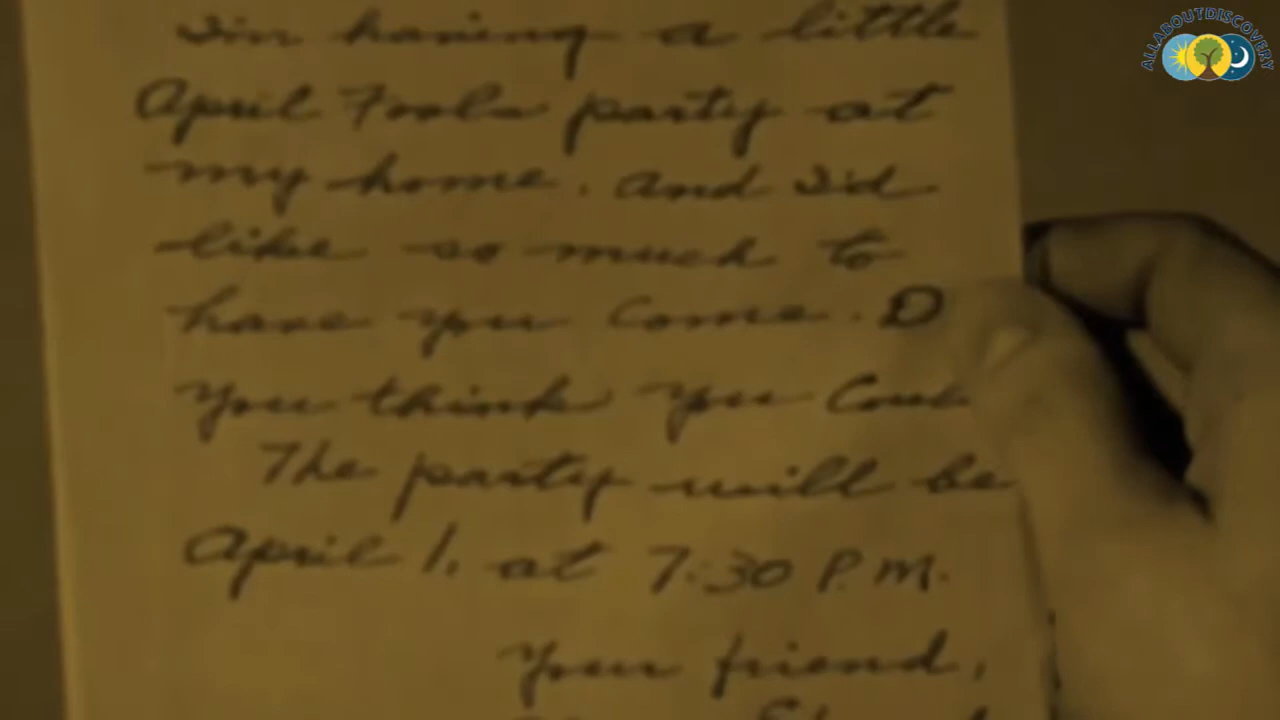 I'm having a little
April Fools party at
my home. And I'd
like so much to
have you come. D
you think you Coul
The party will be
April 1, at 7:30 P.M.
Your friend,
ALLABOUTDISCOVERY